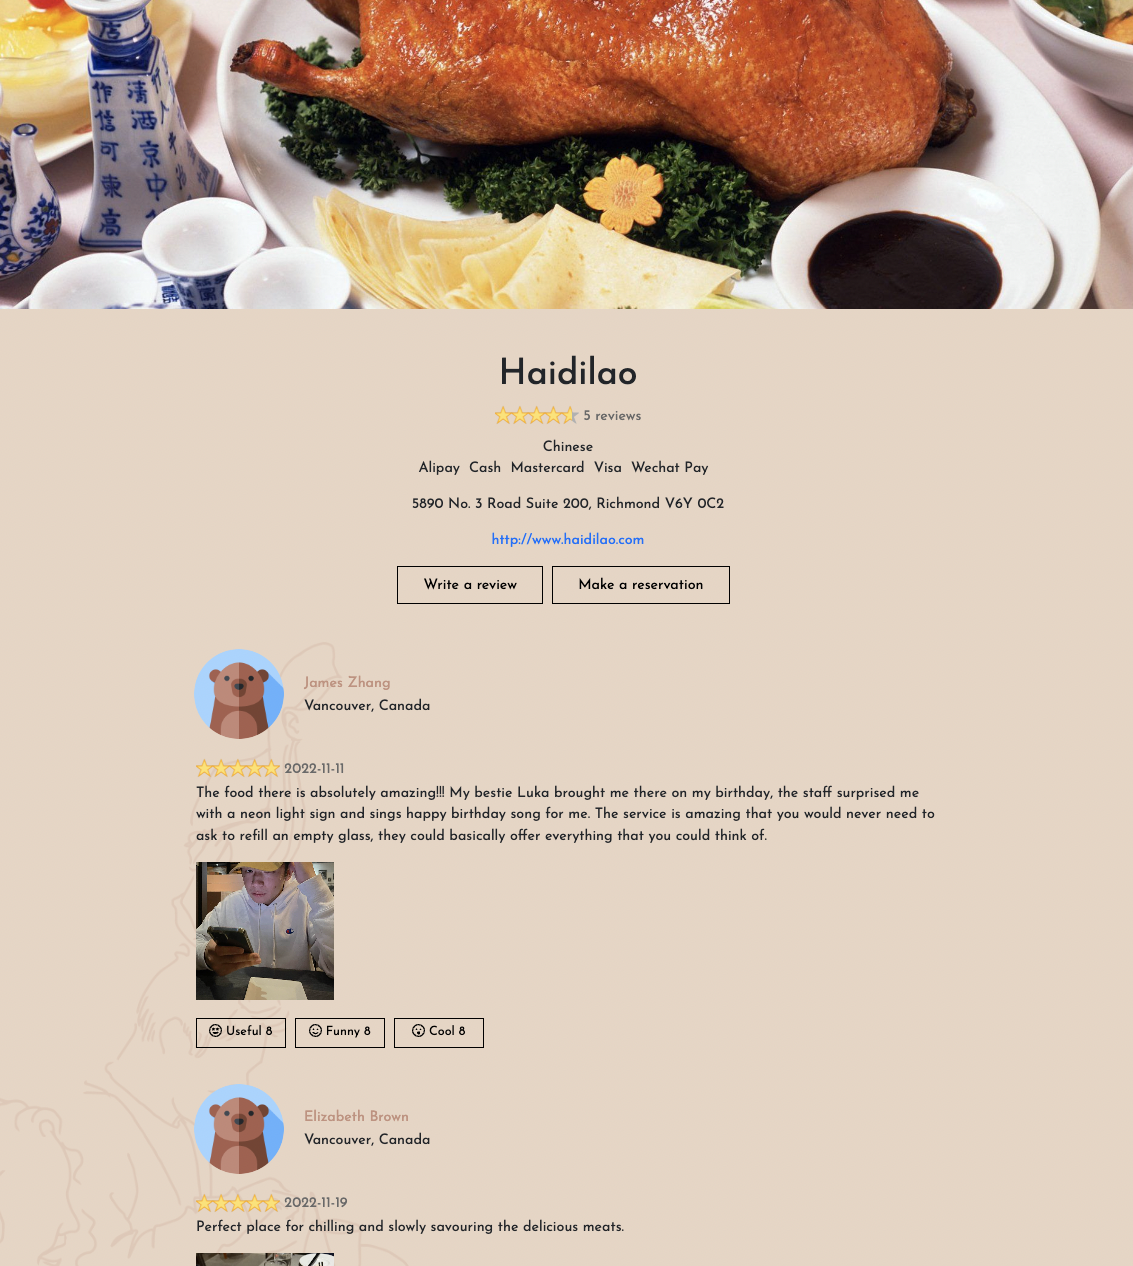 店
作 清
信 酒
可 京
東 中
高
Haidilao
5 reviews
Chinese
Alipay Cash Mastercard Visa Wechat Pay
5890 No. 3 Road Suite 200, Richmond V6Y 0C2
http://www.haidilao.com
Write a review Make a reservation
James Zhang
Vancouver, Canada
2022-11-11
The food there is absolutely amazing!!! My bestie Luka brought me there on my birthday, the staff surprised me
with a neon light sign and sings happy birthday song for me. The service is amazing that you would never need to
ask to refill an empty glass, they could basically offer everything that you could think of.
Useful 8 Funny 8 Cool 8
Elizabeth Brown
Vancouver, Canada
2022-11-19
Perfect place for chilling and slowly savouring the delicious meats.